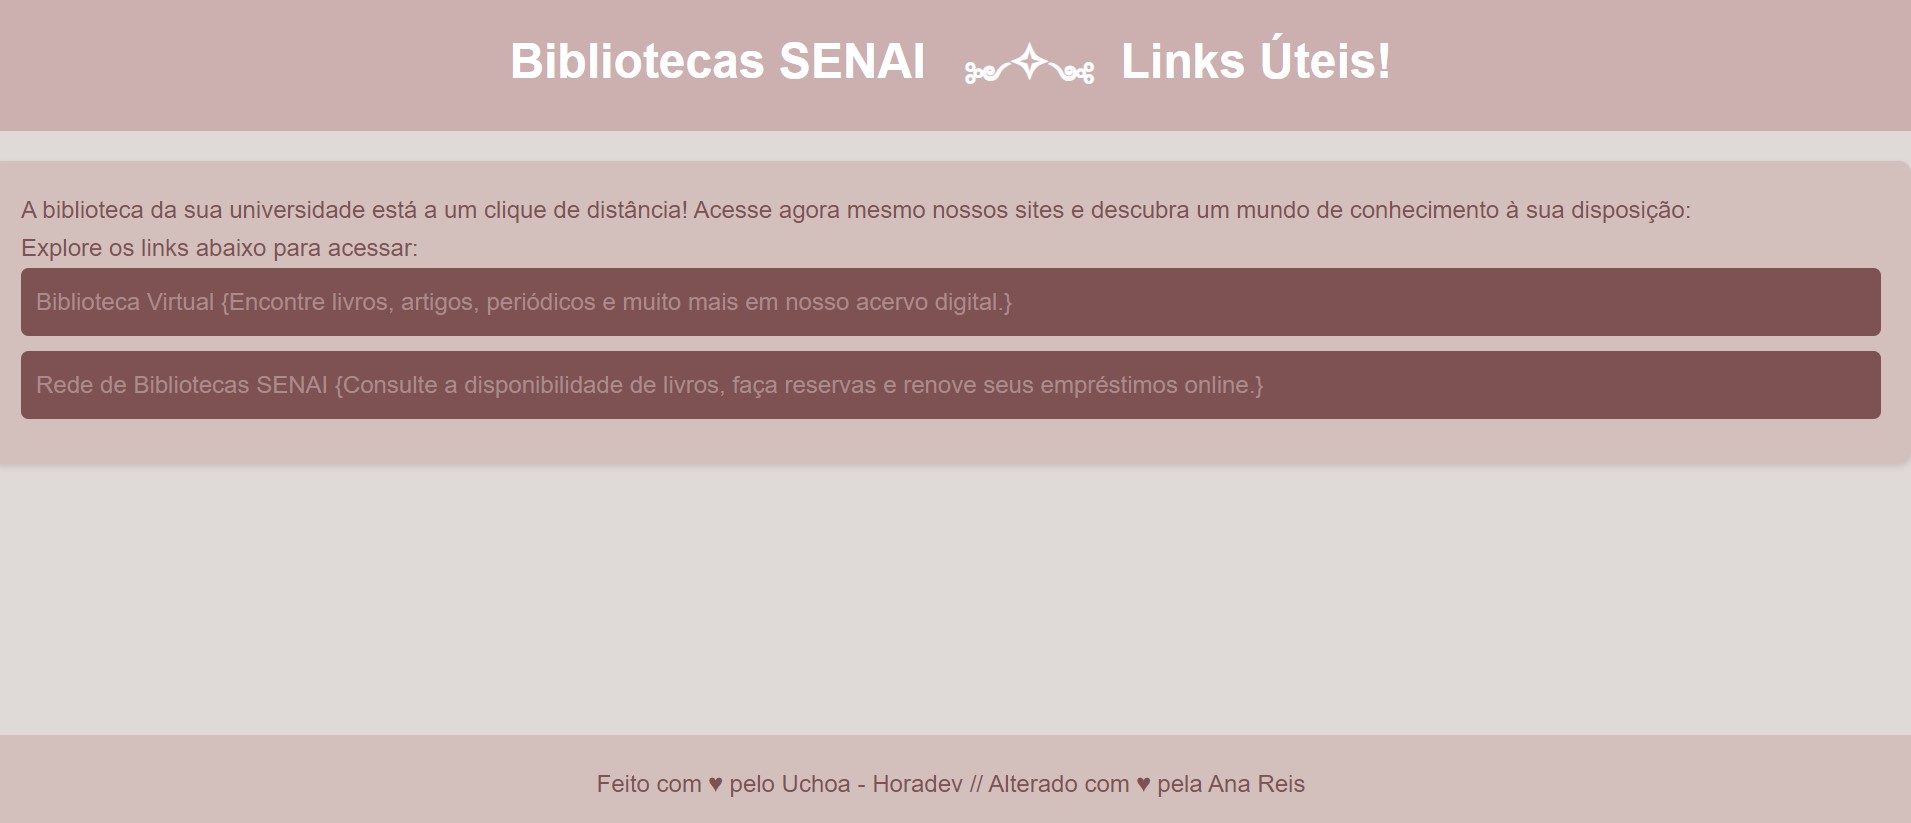 Bibliotecas SENAI ༺✧༻ Links Úteis!
A biblioteca da sua universidade está a um clique de distância! Acesse agora mesmo nossos sites e descubra um mundo de conhecimento à sua disposição:
Explore os links abaixo para acessar:
Biblioteca Virtual {Encontre livros, artigos, periódicos e muito mais em nosso acervo digital.}
Rede de Bibliotecas SENAI {Consulte a disponibilidade de livros, faça reservas e renove seus empréstimos online.}
Feito com ♥ pelo Uchoa - Horadev // Alterado com ♥ pela Ana Reis